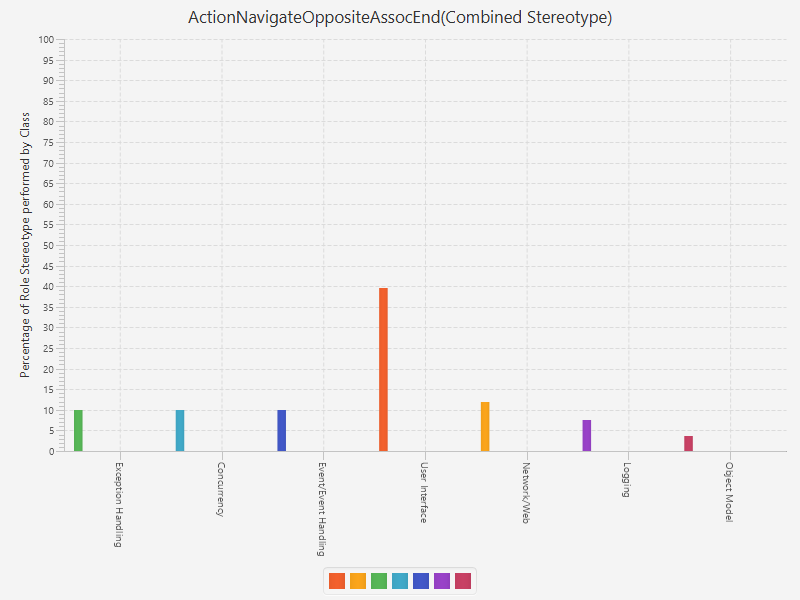 ActionNavigateOppositeAssocEnd(Combined Stereotype)
Percentage of Role Stereotype performed by Class
100
95
90
85
80
75
70
65
60
55
50
45
40
35
30
25
20
15
10
5
0
Exception Handling
Concurrency
Event/Event Handling
User Interface
Network/Web
Logging
Object Model